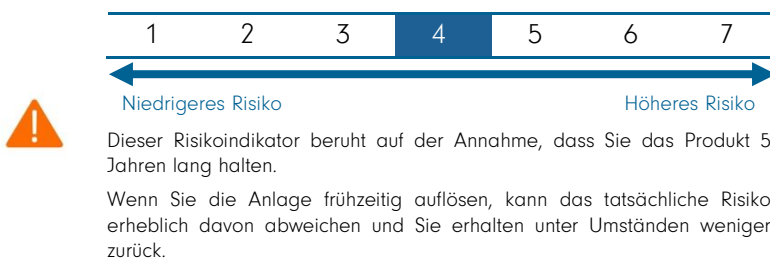 1 2 3 4 5 6 7
Niedrigeres Risiko Höheres Risiko
Dieser Risikoindikator beruht auf der Annahme, dass Sie das Produkt 5
Jahren lang halten.
Wenn Sie die Anlage frühzeitig auflösen, kann das tatsächliche Risiko
erheblich davon abweichen und Sie erhalten unter Umständen weniger
zurück.